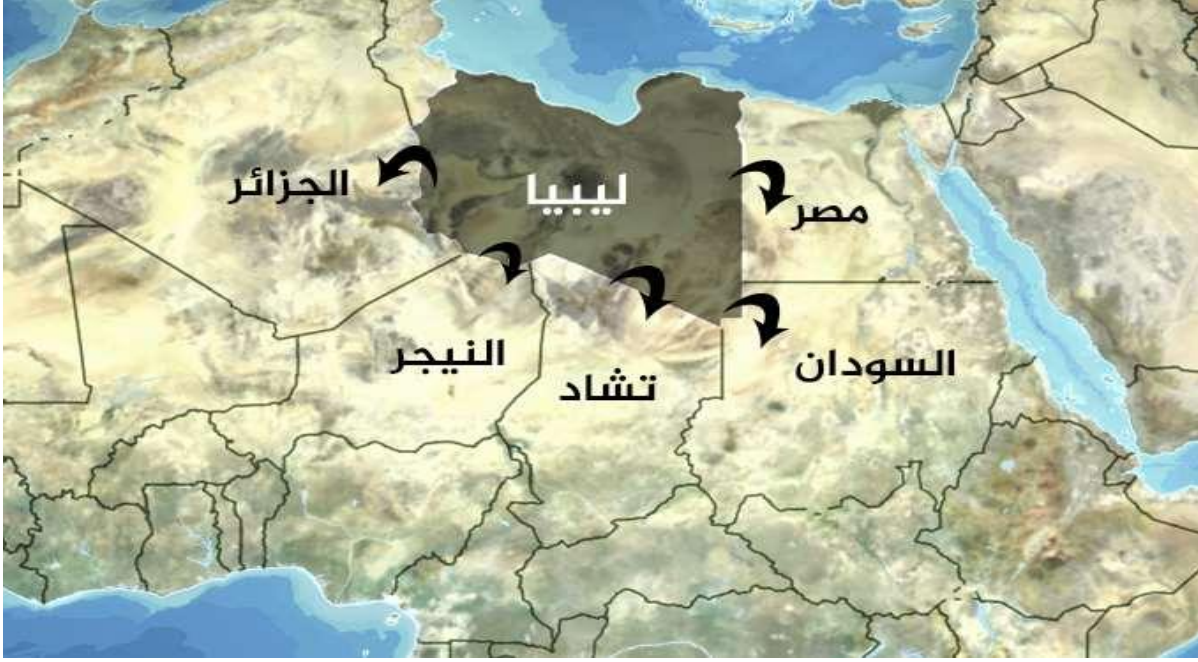 الجزائر
ليبيا
مصر
النيجر
تشاد
السودان